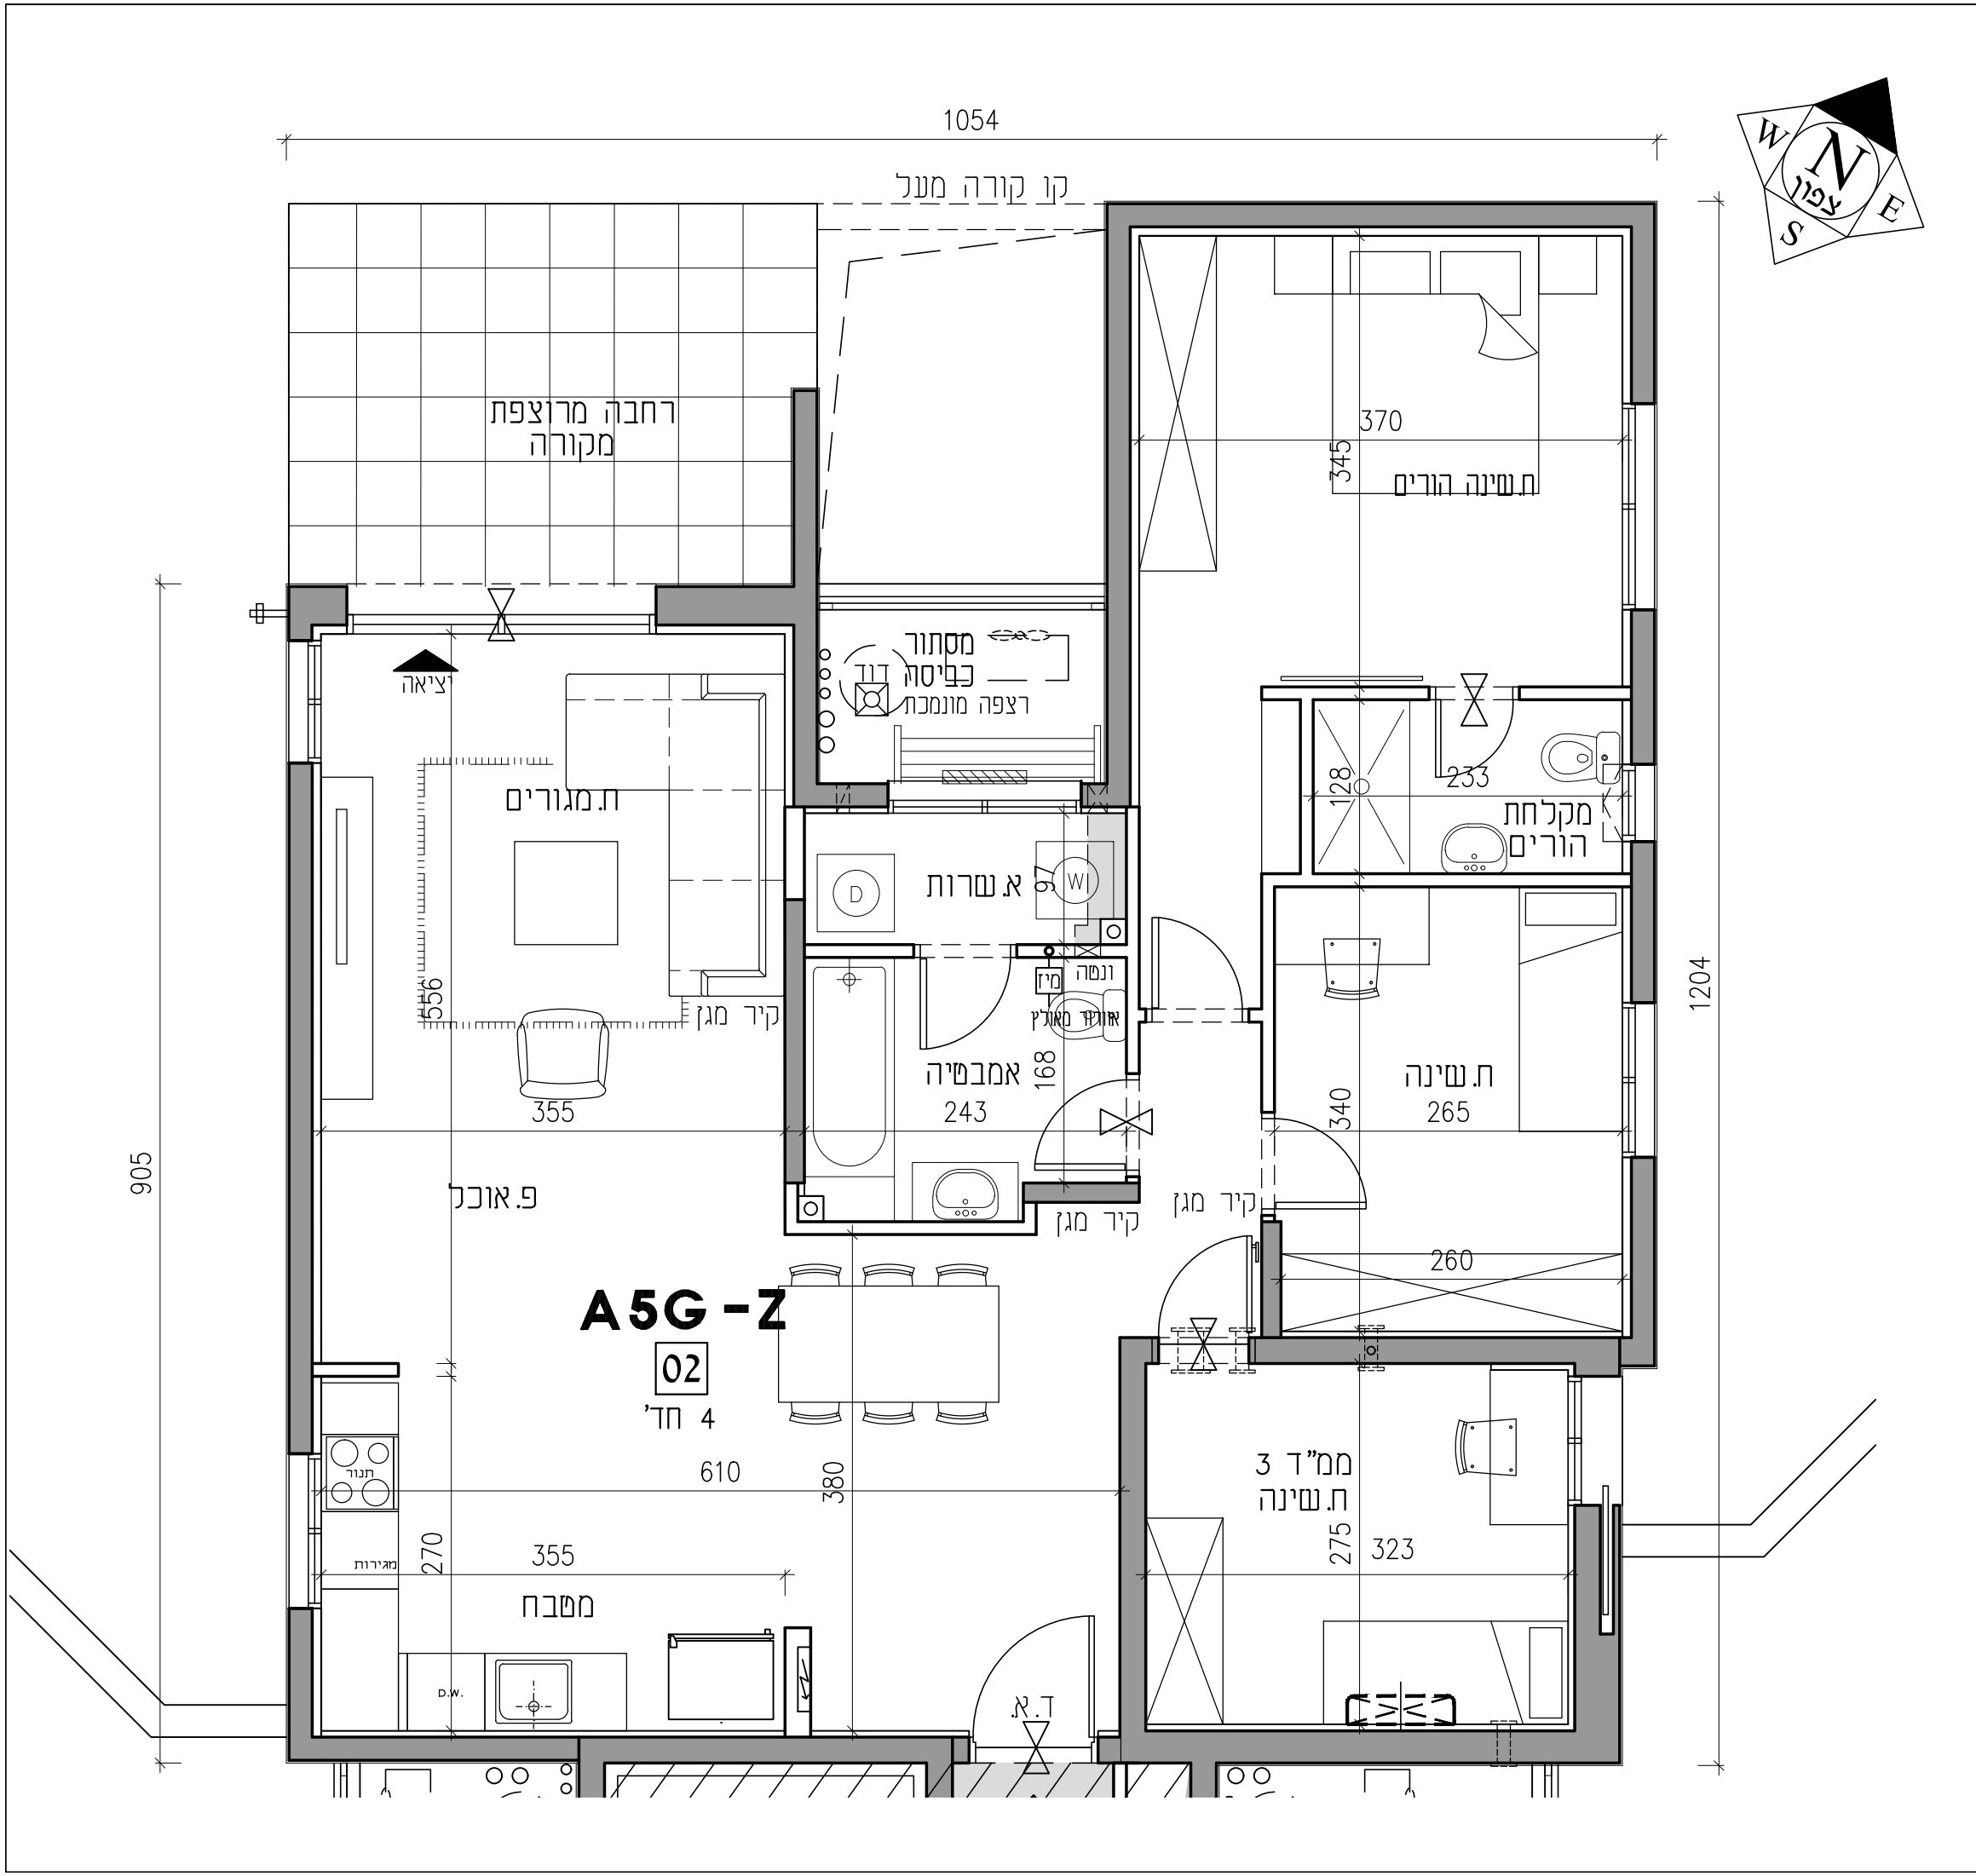 1054
קו קורה מעל
N
צפון
W
E
S
רחבה מרוצפת
מקורה
370
345
ח.שינה הורים
מסתור
כביסה
דוד
רצפה מונמכת
יציאה
ח.מגורים
128
233
מקלחת
הורים
א.שרות
97
D
W
556
קיר מגן
ונטה
מיז
אוורור מאולץ
168
אמבטיה
1204
355
243
ח.שינה
340
265
905
פ.אוכל
קיר מגן
קיר מגן
260
A5G-Z
02
4 חד'
תנור
610
380
ממ"ד 3
ח.שינה
275
323
270
355
מגירות
מטבח
D.W.
ד.א.